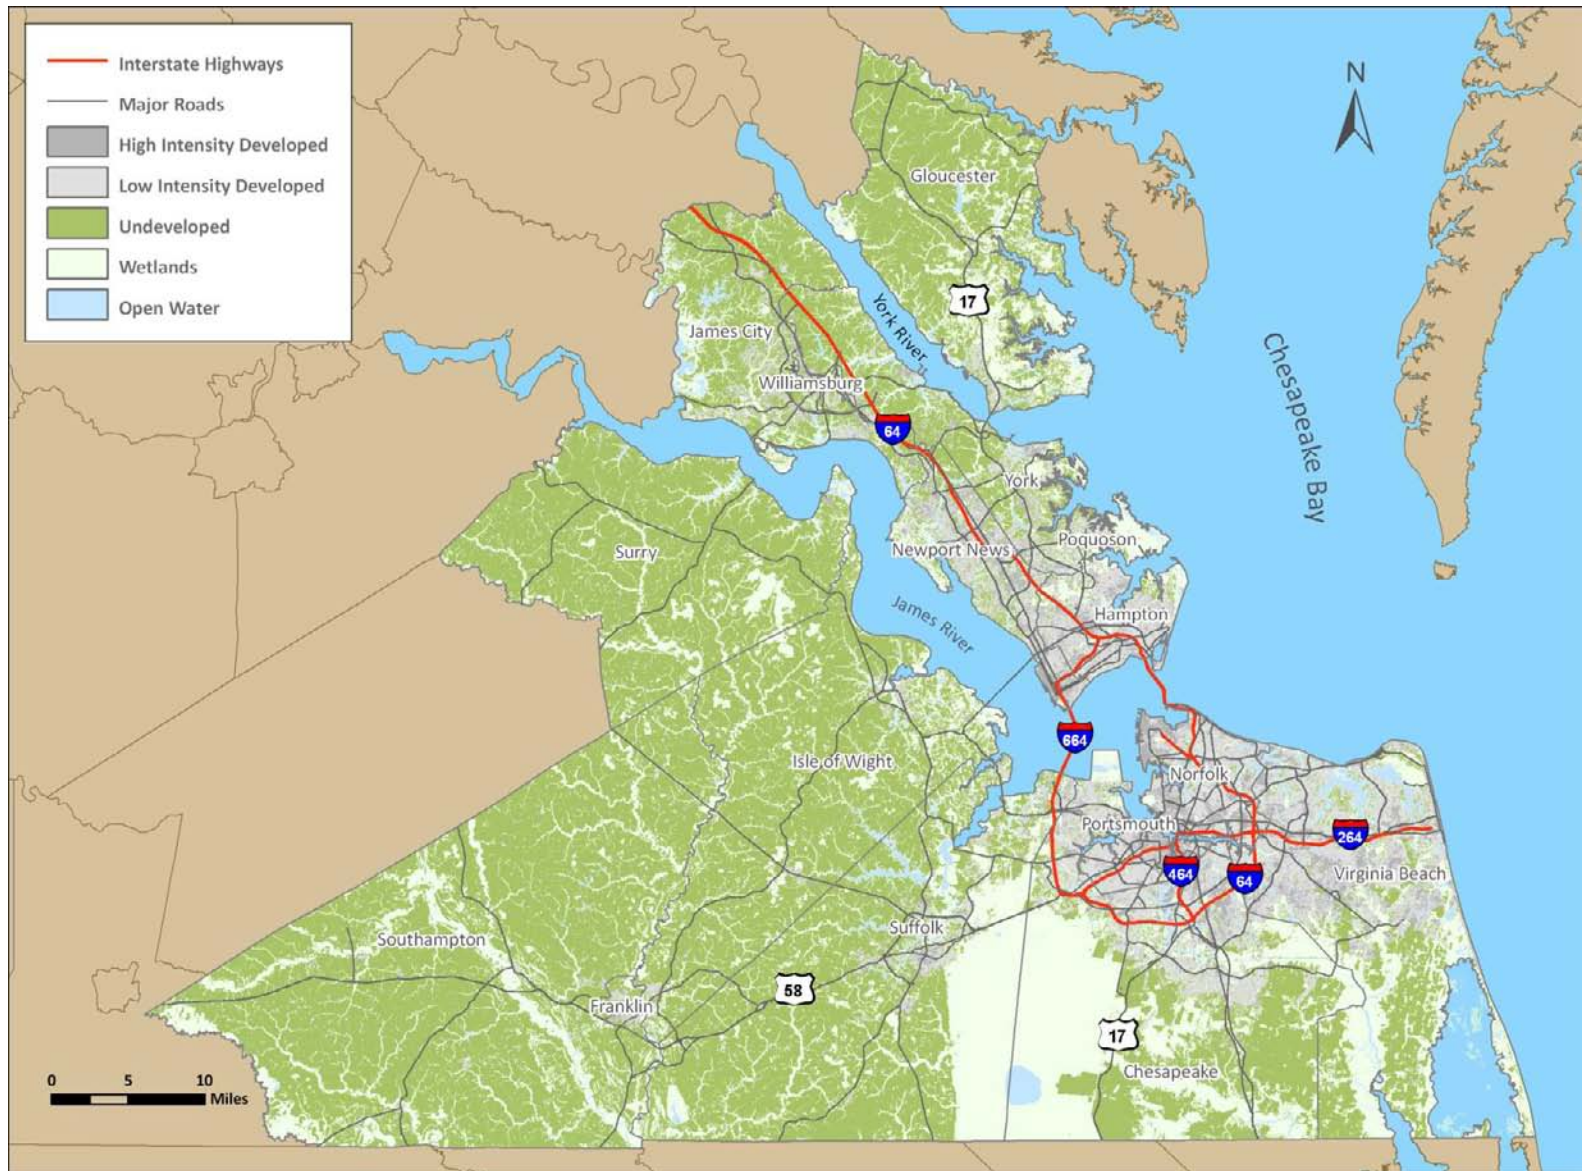 Interstate Highways
Major Roads
High Intensity Developed
Low Intensity Developed
Undeveloped
Wetlands
Open Water
N
Gloucester
17
York River
James City
Williamsburg
64
Chesapeake Bay
York
Newport News
Poquoson
Surry
Hampton
James River
664
Isle of Wight
Norfolk
Portsmouth
264
464
64
Virginia Beach
Suffolk
Southampton
58
Franklin
17
Chesapeake
0 5 10
Miles